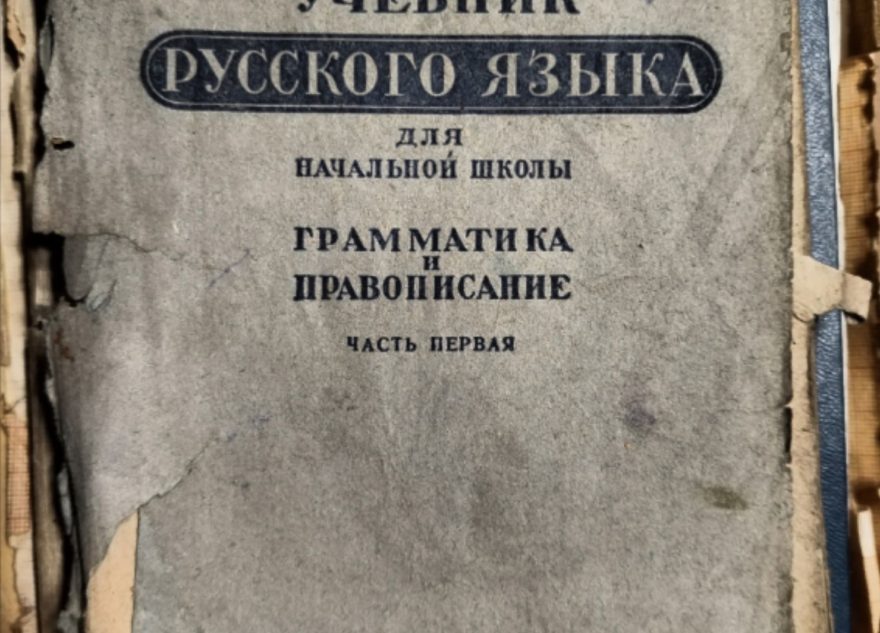 УЧЕБНИК
РУССКОГО ЯЗЫКА
ДЛЯ
НАЧАЛЬНОЙ ШКОЛЫ
ГРАММАТИКА
И
ПРАВОПИСАНИЕ
ЧАСТЬ ПЕРВАЯ